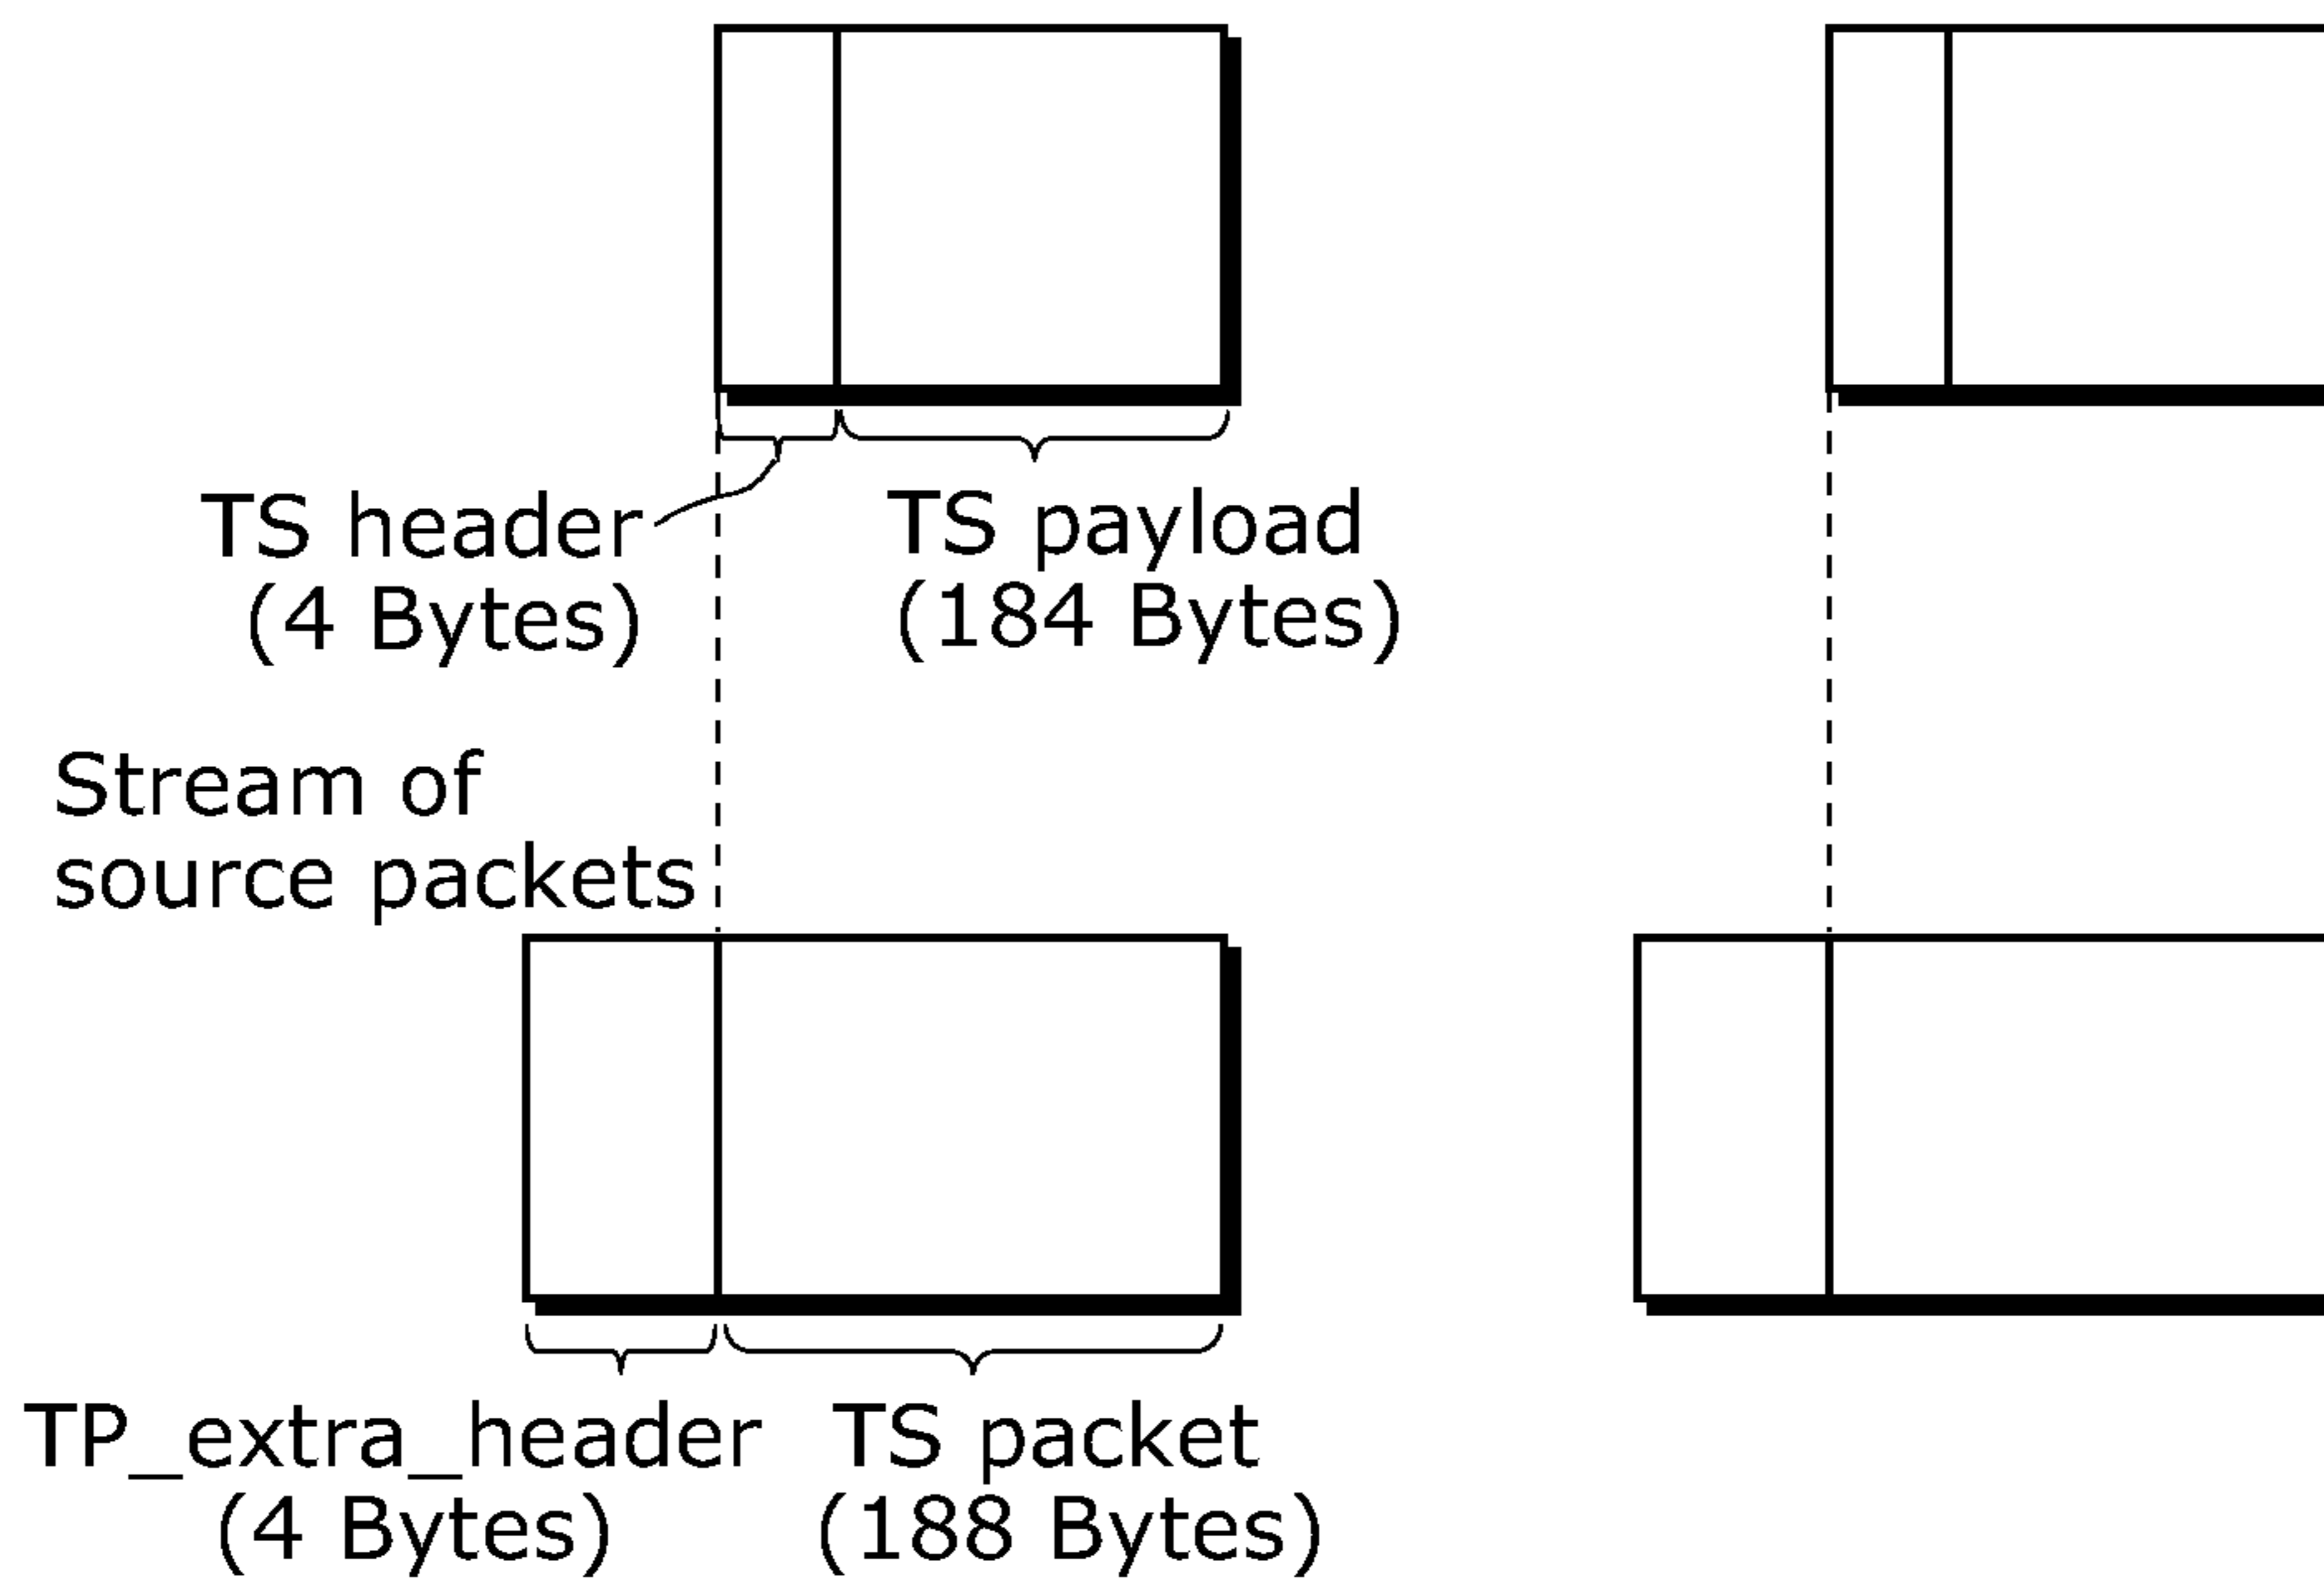 TS header
(4 Bytes)
TS payload
(184 Bytes)
Stream of
source packets
TP_extra_header
(4 Bytes)
TS packet
(188 Bytes)